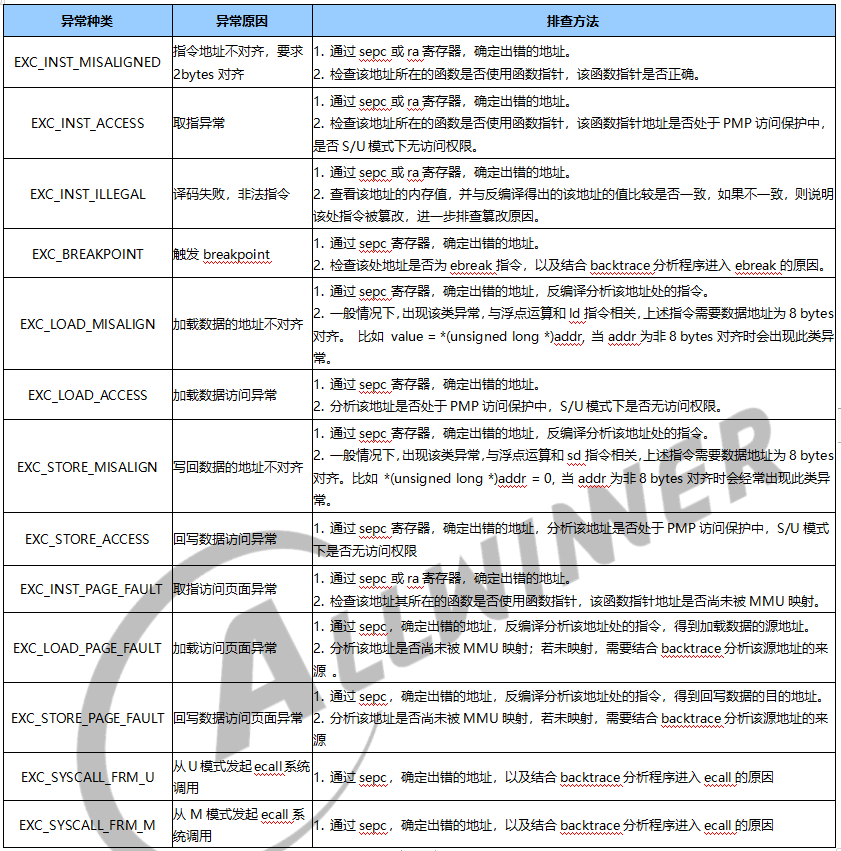 异常种类 异常原因 排查方法
EXC_INST_MISALIGNED
指令地址不对齐，要求
2bytes 对齐
1. 通过 sepc 或 ra 寄存器，确定出错的地址。
2. 检查该地址所在的函数是否使用函数指针，该函数指针是否正确。
EXC_INST_ACCESS
取指异常
1. 通过 sepc 或 ra 寄存器，确定出错的地址。
2. 检查该地址所在的函数是否使用函数指针，该函数指针地址是否处于 PMP 访问保护中，
是否 S/U 模式下无访问权限。
EXC_INST_ILLEGAL
译码失败，非法指令
1. 通过 sepc 或 ra 寄存器，确定出错的地址。
2. 查看该地址的内存值，并与反编译得出的该地址的值比较是否一致，如果不一致，则说明
该处指令被篡改，进一步排查篡改原因。
EXC_BREAKPOINT
触发 breakpoint
1. 通过 sepc 寄存器，确定出错的地址。
2. 检查该处地址是否为 ebreak 指令，以及结合 backtrace 分析程序进入 ebreak 的原因。
EXC_LOAD_MISALIGN
加载数据的地址不对齐
1. 通过 sepc 寄存器，确定出错的地址，反编译分析该地址处的指令。
2. 一般情况下，出现该类异常，与浮点运算和 ld 指令相关，上述指令需要数据地址为 8 bytes
对齐。 比如 value = *(unsigned long *)addr, 当 addr 为非 8 bytes 对齐时会出现此类异
常。
EXC_LOAD_ACCESS
加载数据访问异常
1. 通过 sepc 寄存器，确定出错的地址。
2. 分析该地址是否处于 PMP 访问保护中，S/U 模式下是否无访问权限。
EXC_STORE_MISALIGN
写回数据的地址不对齐
1. 通过 sepc 寄存器，确定出错的地址，反编译分析该地址处的指令。
2. 一般情况下，出现该类异常，与浮点运算和 sd 指令相关，上述指令需要数据地址为 8 bytes
对齐。比如 *(unsigned long *)addr = 0, 当 addr 为非 8 bytes 对齐时会经常出现此类异
常。
EXC_STORE_ACCESS
回写数据访问异常
1. 通过 sepc 寄存器，确定出错的地址，分析该地址是否处于 PMP 访问保护中，S/U 模式
下是否无访问权限
EXC_INST_PAGE_FAULT
取指访问页面异常
1. 通过 sepc 或 ra 寄存器，确定出错的地址。
2. 检查该地址其所在的函数是否使用函数指针，该函数指针地址是否尚未被 MMU 映射。
EXC_LOAD_PAGE_FAULT
加载访问页面异常
1. 通过 sepc，确定出错的地址，反编译分析该地址处的指令，得到加载数据的源地址。
2. 分析该地址是否尚未被 MMU 映射；若未映射，需要结合 backtrace 分析该源地址的来
源 。
EXC_STORE_PAGE_FAULT
回写数据访问页面异常
1. 通过 sepc，确定出错的地址，反编译分析该地址处的指令，得到回写数据的目的地址。
2. 分析该地址是否尚未被 MMU 映射，若未映射，需要结合 backtrace 分析该源地址的来
源
EXC_SYSCALL_FRM_U
从 U 模式发起 ecall 系统
调用
1. 通过 sepc，确定出错的地址，以及结合 backtrace 分析程序进入 ecall 的原因
EXC_SYSCALL_FRM_M
从 M 模式发起 ecall 系
统调用
1. 通过 sepc，确定出错的地址，以及结合 backtrace 分析程序进入 ecall 的原因
ALLWINNER